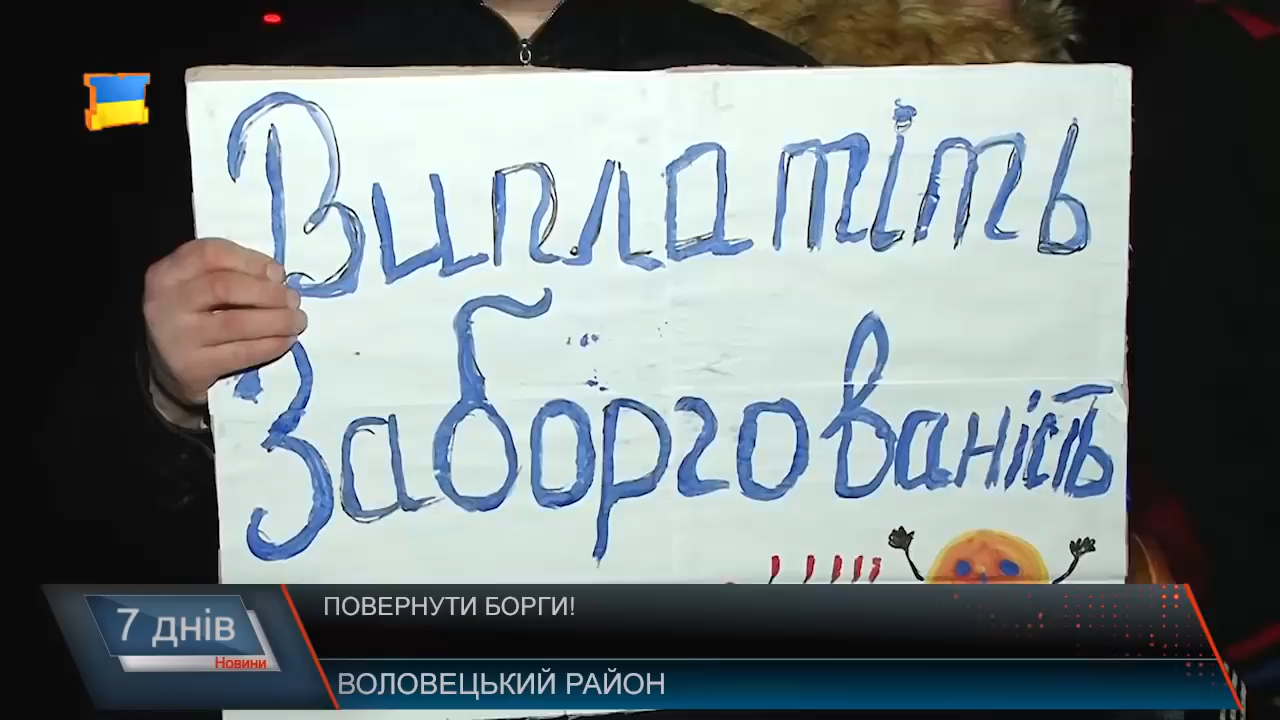 Виплатіть
Заборгованість
7 днів
Новини
ПОВЕРНУТИ БОРГИ!
ВОЛОВЕЦЬКИЙ РАЙОН